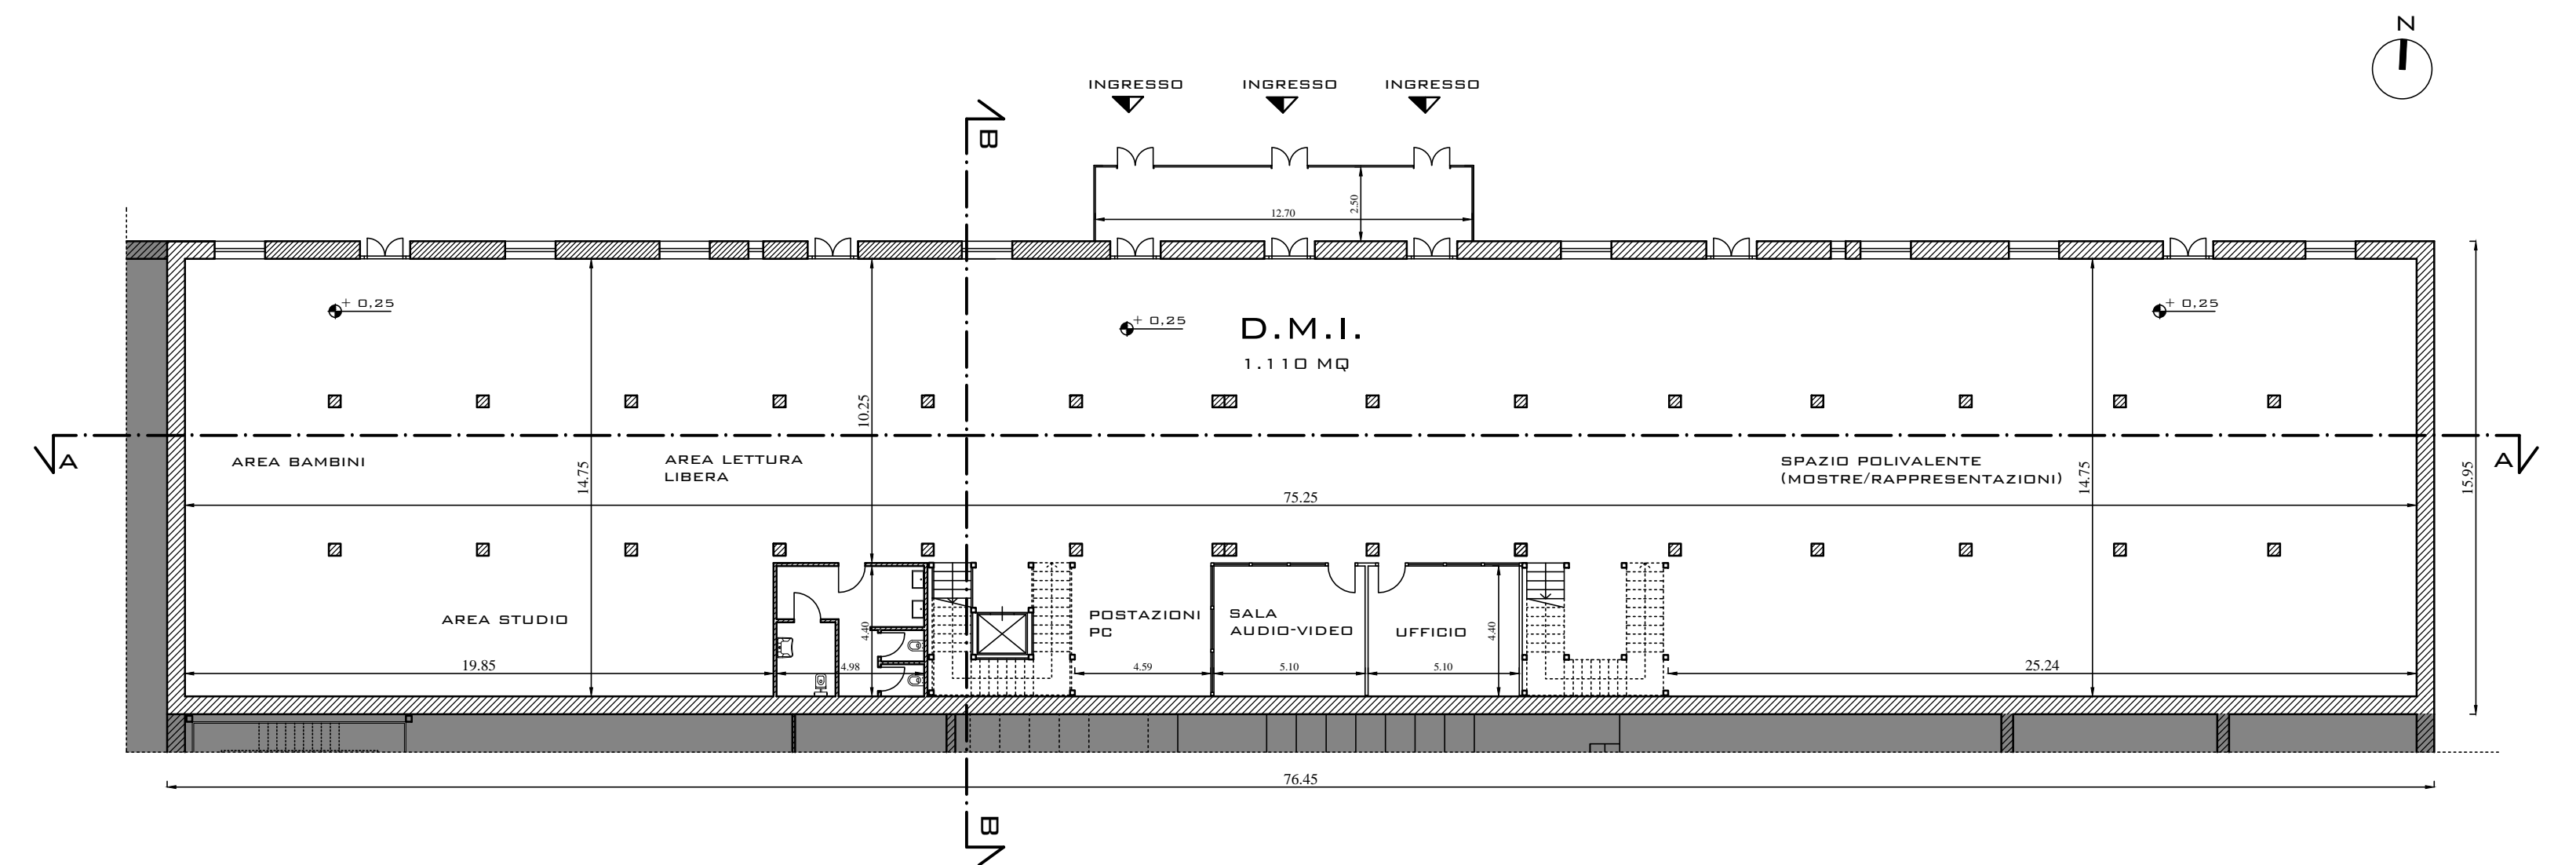 N
INGRESSO
INGRESSO
INGRESSO
B
2.50
12.70
+ 0,25
+ 0,25
+ 0,25
D.M.I.
1.110 MQ
10.25
A
AREA BAMBINI
AREA LETTURA
LIBERA
14.75
SPAZIO POLIVALENTE
(MOSTRE/RAPPRESENTAZIONI)
14.75
15.95
A
75.25
AREA STUDIO
4.40
POSTAZIONI
PC
SALA
AUDIO-VIDEO
UFFICIO
4.40
19.85
4.98
4.59
5.10
5.10
25.24
76.45
B